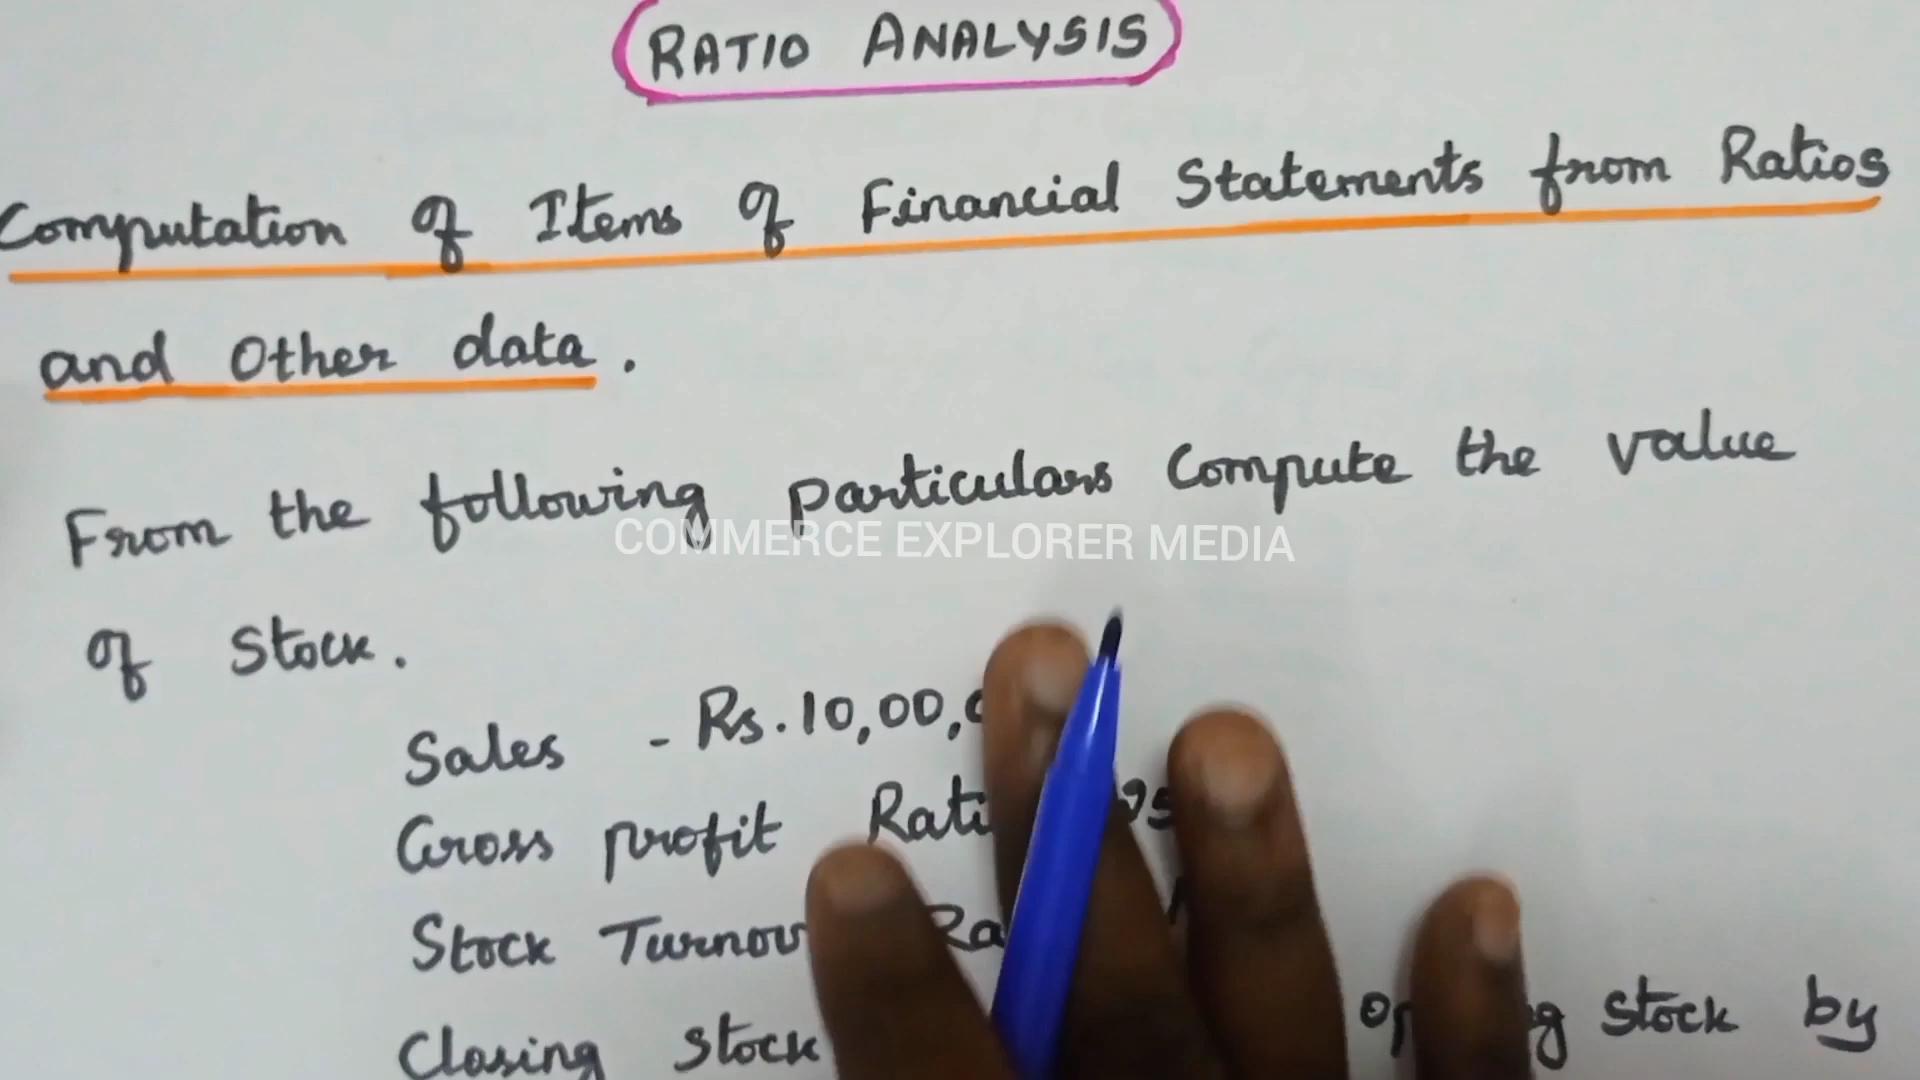 RATIO ANALYSIS
Computation of Items of Financial Statements from Ratios
and Other data.
From the following particulars Compute the value
COMMERCE EXPLORER MEDIA
of Stock.
Sales - Rs. 10,00,
Gross profit Rati
Stock Turnov Ra
Closing Stock stock by